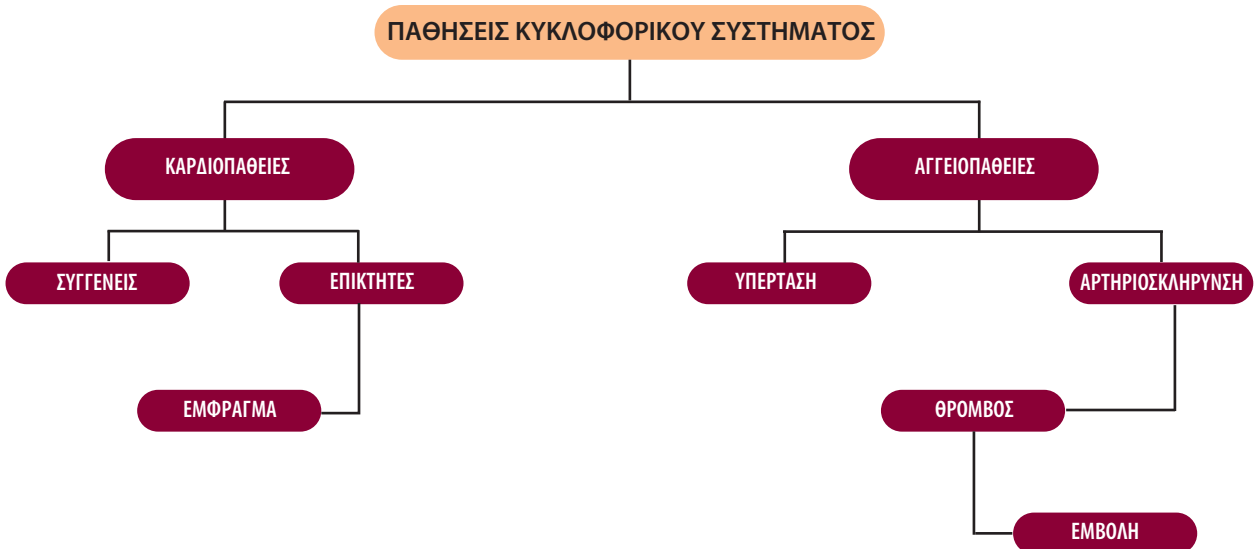 ΠΑΘΗΣΕΙΣ ΚΥΚΛΟΦΟΡΙΚΟΥ ΣΥΣΤΗΜΑΤΟΣ
ΚΑΡΔΙΟΠΑΘΕΙΕΣ
ΑΓΓΕΙΟΠΑΘΕΙΕΣ
ΣΥΓΓΕΝΕΙΣ
ΕΠΙΚΤΗΤΕΣ
ΥΠΕΡΤΑΣΗ
ΑΡΤΗΡΙΟΣΚΛΗΡΥΝΣΗ
ΕΜΦΡΑΓΜΑ
ΘΡΟΜΒΟΣ
ΕΜΒΟΛΗ